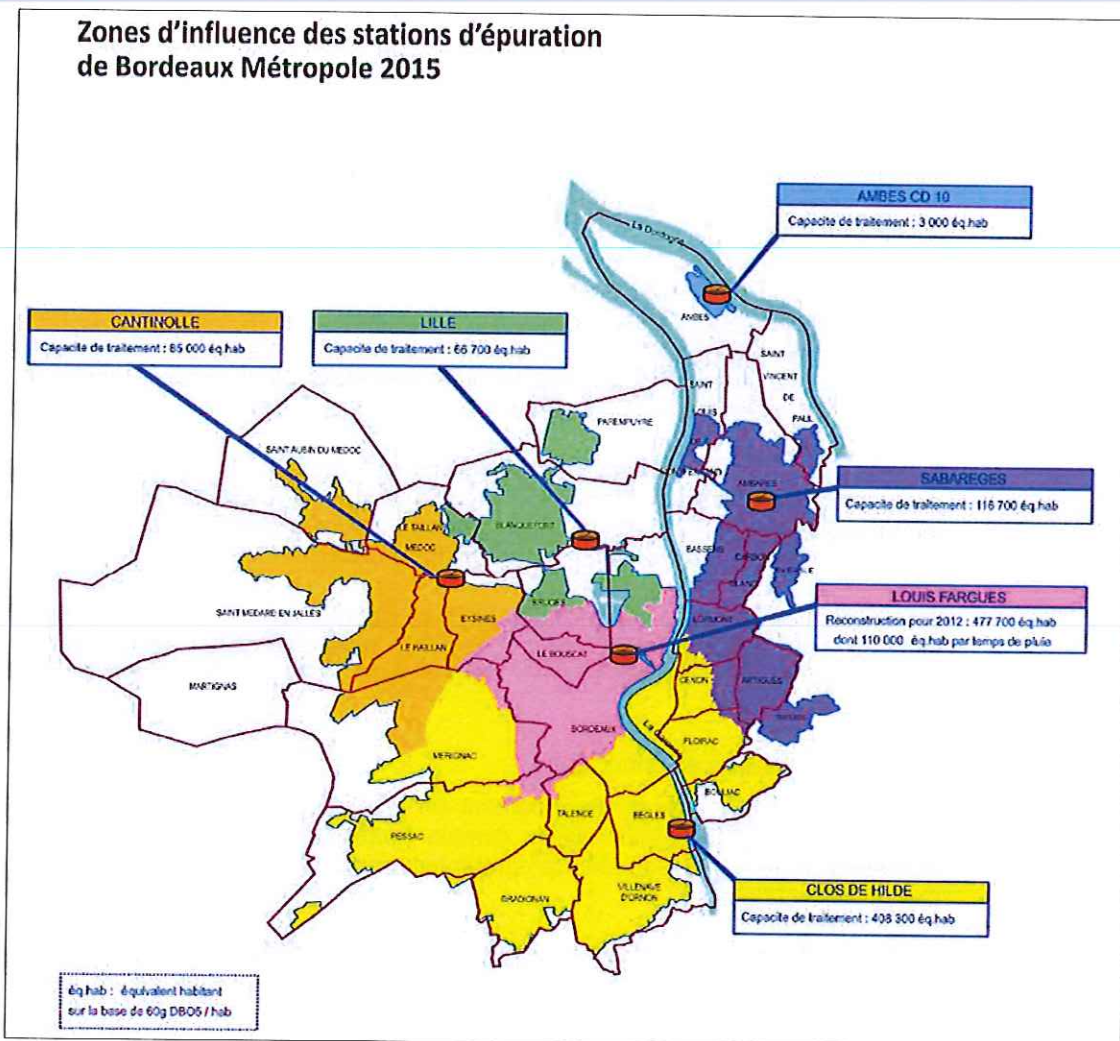 Zones d'influence des stations d'épuration
de Bordeaux Métropole 2015
AMBES CD 10
Capacite de traitement : 3 000 éq.hab
La Dordogne
AMBES
CANTINOLLE
Capacite de traitement : 85 000 éq.hab
LILLE
Capacite de traitement : 66 700 éq.hab
SAINT
VINCENT
DE
PAUL
SAINT
LOUIS
PAREMPUYRE
SAINT AUBIN DU MEDOC
AMBARES
SABAREGES
Capacite de traitement : 116 700 éq.hab
LE TAILLAN
MEDOC
BLANQUEFORT
BASSENS
CARBON
BLANC
SAINT MEDARD EN JALLES
EYSINES
BRUGES
LOUIS FARGUES
Reconstruction pour 2012 : 477 700 éq.hab
dont 110 000 éq.hab par temps de pluie
LORMONT
LE HAILLAN
LE BOUSCAT
MARTIGNAS
CENON
ARTIGUES
BORDEAUX
La Garonne
FLOIRAC
MERIGNAC
BOULIAC
PESSAC
TALENCE
BEGLES
GRADIGNAN
VILLENAVE
D'ORNON
CLOS DE HILDE
Capacite de traitement : 408 300 éq.hab
éq hab : équivalent habitant
sur la base de 60g DBO5 / hab